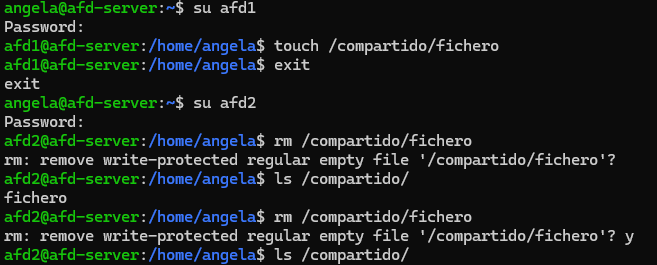 angela@afd-server:~$ su afd1
Password:
afd1@afd-server:/home/angela$ touch /compartido/fichero
afd1@afd-server:/home/angela$ exit
exit
angela@afd-server:~$ su afd2
Password:
afd2@afd-server:/home/angela$ rm /compartido/fichero
rm: remove write-protected regular empty file '/compartido/fichero'?
afd2@afd-server:/home/angela$ ls /compartido/
fichero
afd2@afd-server:/home/angela$ rm /compartido/fichero
rm: remove write-protected regular empty file '/compartido/fichero'? y
afd2@afd-server:/home/angela$ ls /compartido/